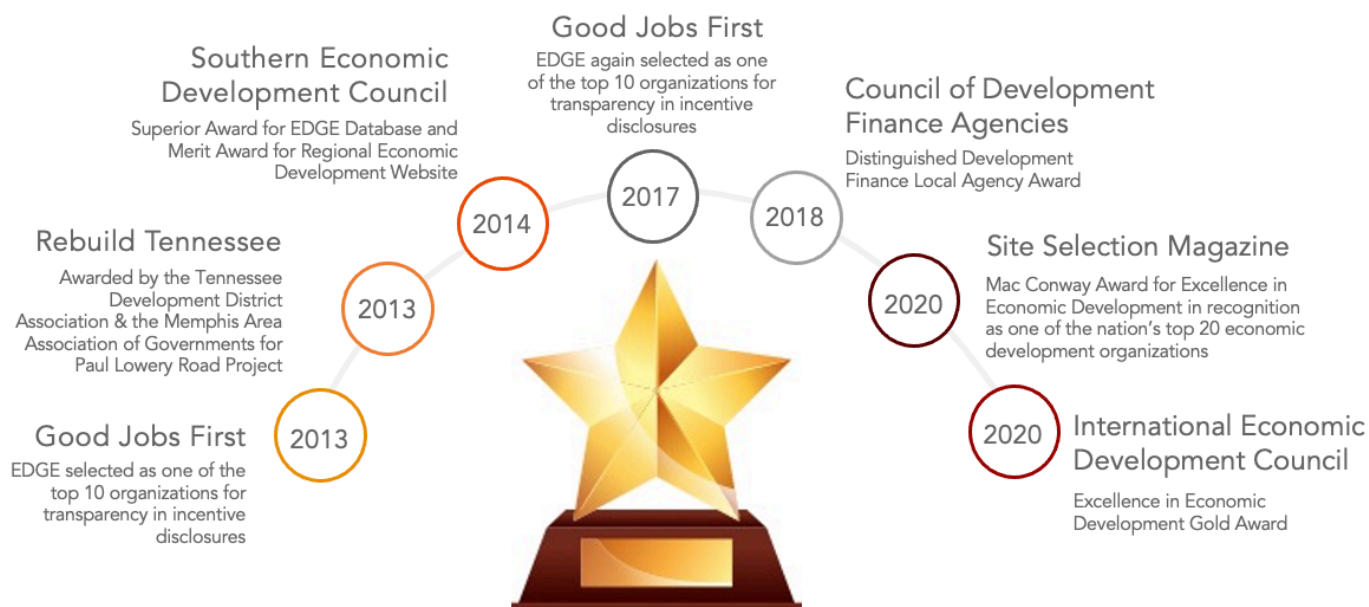 Good Jobs First
EDGE selected as one of the
top 10 organizations for
transparency in incentive
disclosures
2013
Rebuild Tennessee
Awarded by the Tennessee
Development District
Association & the Memphis Area
Association of Governments for
Paul Lowery Road Project
2013
Southern Economic
Development Council
Superior Award for EDGE Database and
Merit Award for Regional Economic
Development Website
2014
Good Jobs First
EDGE again selected as one
of the top 10 organizations for
transparency in incentive
disclosures
2017
Council of Development
Finance Agencies
Distinguished Development
Finance Local Agency Award
2018
Site Selection Magazine
Mac Conway Award for Excellence in
Economic Development in recognition
as one of the nation's top 20 economic
development organizations
2020
International Economic
Development Council
Excellence in Economic
Development Gold Award
2020